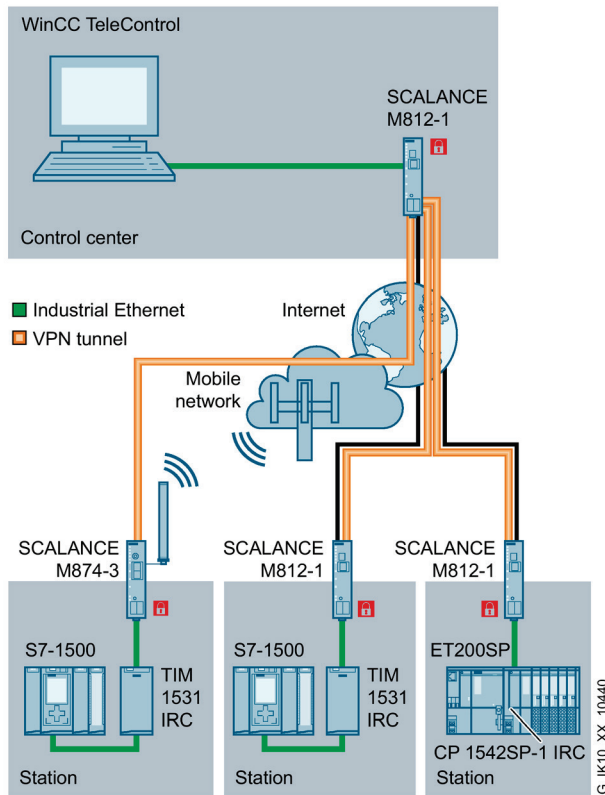 WinCC TeleControl
SCALANCE
M812-1
Control center
Industrial Ethernet
VPN tunnel
Internet
Mobile
network
SCALANCE
M874-3
SCALANCE
M812-1
SCALANCE
M812-1
S7-1500
TIM
1531
IRC
Station
S7-1500
TIM
1531
IRC
Station
ET200SP
CP 1542SP-1 IRC
Station
G_IK10_XX_10440